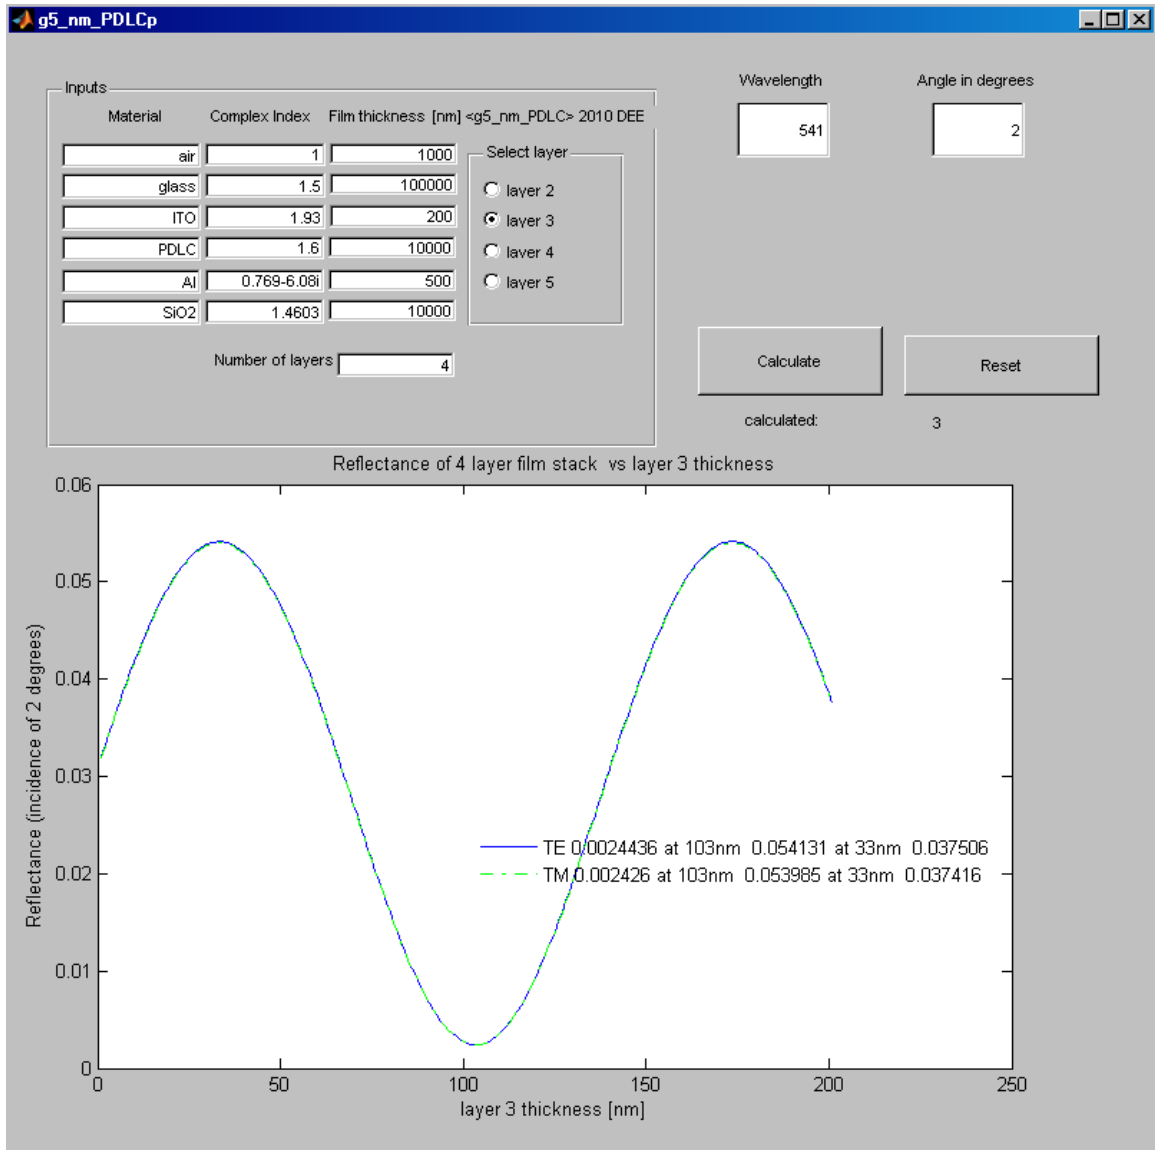 g5_nm_PDLCp
Wavelength Angle in degrees
541 2
Inputs
Material Complex Index Film thickness [nm] <g5_nm_PDLC> 2010 DEE
air 1 1000
glass 1.5 100000
ITO 1.93 200
PDLC 1.6 10000
Al 0.769-6.08i 500
SiO2 1.4603 10000
Select layer
layer 2
layer 3
layer 4
layer 5
Number of layers 4
Calculate Reset
calculated: 3
Reflectance of 4 layer film stack vs layer 3 thickness
0.06
0.05
0.04
0.03
0.02
0.01
0
Reflectance (incidence of 2 degrees)
TE 0.0024436 at 103nm 0.054131 at 33nm 0.037506
TM 0.002426 at 103nm 0.053985 at 33nm 0.037416
0 50 100 150 200 250
layer 3 thickness [nm]